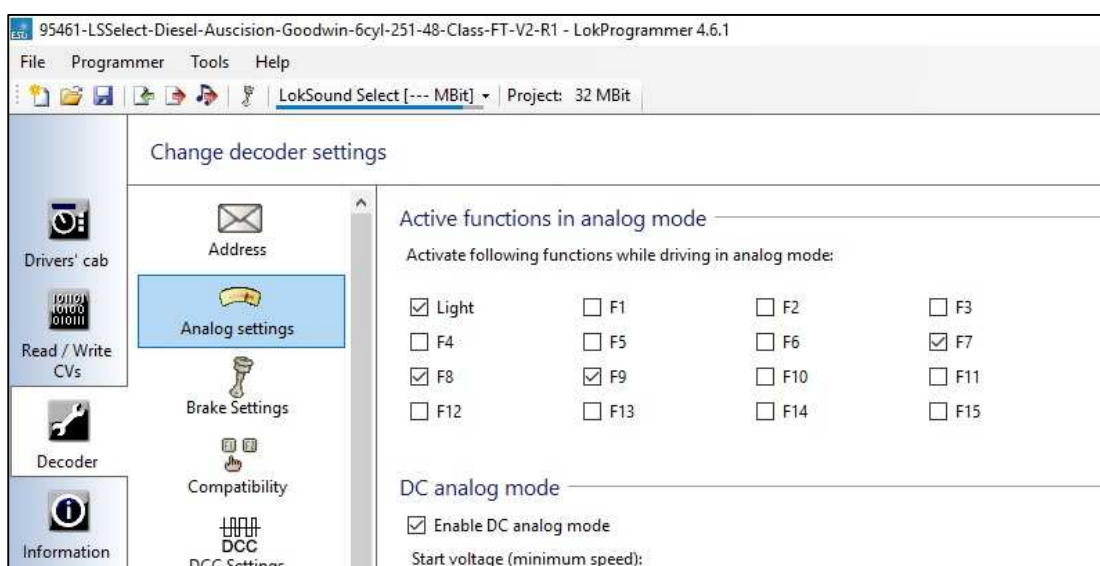 95461-LSSelect-Diesel-Auscision-Goodwin-6cyl-251-48-Class-FT-V2-R1 - LokProgrammer 4.6.1
File Programmer Tools Help
LokSound Select [--- MBit] Project: 32 MBit
Change decoder settings
Drivers' cab
Read / Write
CVs
Decoder
Information
Address
Analog settings
Brake Settings
Compatibility
DCC
DCC Settings
Active functions in analog mode
Activate following functions while driving in analog mode:
Light F1 F2 F3
F4 F5 F6 F7
F8 F9 F10 F11
F12 F13 F14 F15
DC analog mode
Enable DC analog mode
Start voltage (minimum speed):